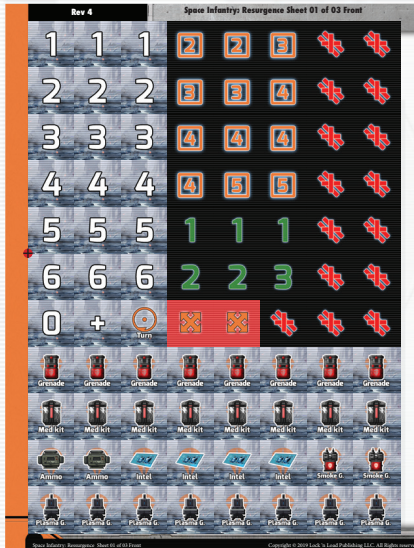 Rev 4 Space Infantry: Resurgence Sheet 01 of 03 Front
1 1 1 2 2 3
2 2 2 3 3 4
3 3 3 4 4 4
4 4 4 4 5 5
5 5 5 1 1 1
6 6 6 2 2 3
0 + Turn
Grenade Grenade Grenade Grenade Grenade Grenade Grenade Grenade
Med kit Med kit Med kit Med kit Med kit Med kit Med kit Med kit
Ammo Ammo Intel Intel Intel Intel Smoke G. Smoke G.
Plasma G. Plasma G. Plasma G. Plasma G. Plasma G. Plasma G. Plasma G. Plasma G.
Space Infantry: Resurgence Sheet 01 of 03 Front Copyright © 2019 Lock 'n Load Publishing LLC. All Rights